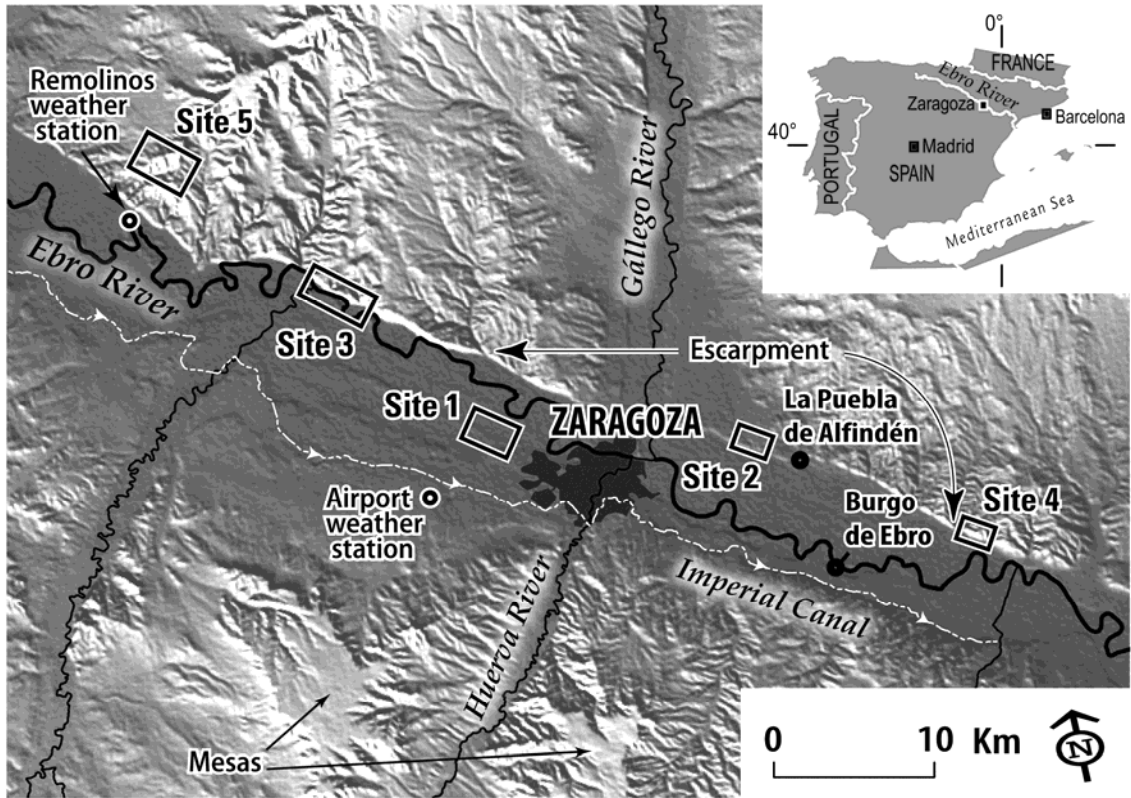 Remolinos
weather
station
Site 5
Ebro River
Site 3
Gállego River
Escarpment
Site 1
ZARAGOZA
La Puebla
de Alfindén
Site 2
Airport
weather
station
Burgo
de Ebro
Site 4
Imperial Canal
Huerva River
Mesas
0°
FRANCE
Ebro River
Zaragoza
Barcelona
40°
Madrid
PORTUGAL
SPAIN
Mediterranean Sea
0 10 Km
N